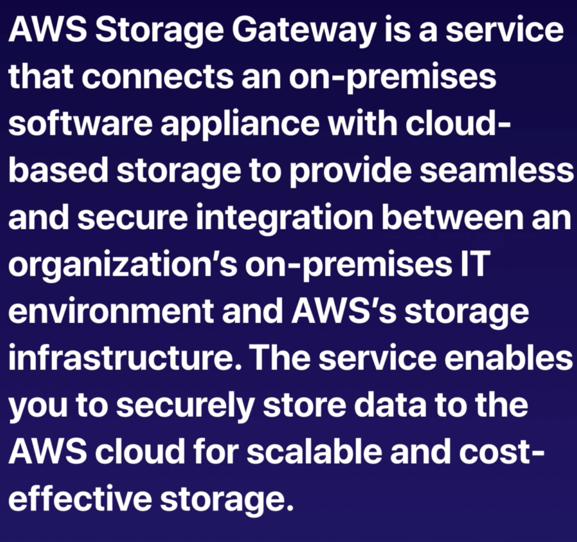 AWS Storage Gateway is a service
that connects an on-premises
software appliance with cloud-
based storage to provide seamless
and secure integration between an
organization’s on-premises IT
environment and AWS’s storage
infrastructure. The service enables
you to securely store data to the
AWS cloud for scalable and cost-
effective storage.